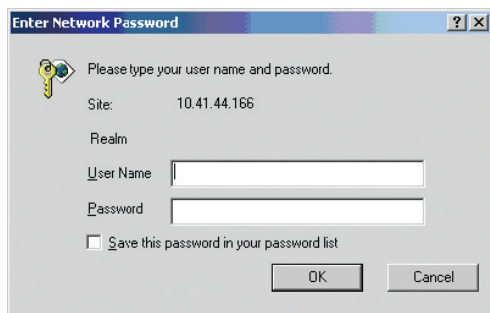 Enter Network Password
? X
Please type your user name and password.
Site: 10.41.44.166
Realm
User Name
Password
Save this password in your password list
OK Cancel